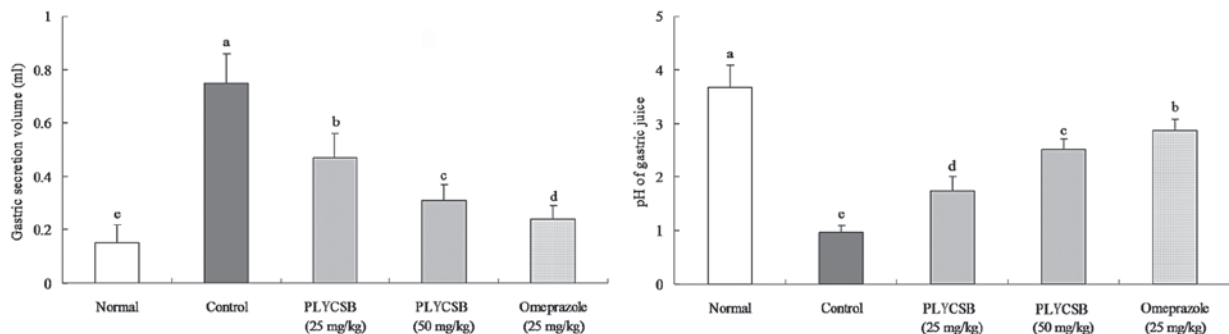 Gastric secretion volume (ml)
1
0.8
0.6
0.4
0.2
0
e
a
b
c
d
Normal
Control
PLYCSB
(25 mg/kg)
PLYCSB
(50 mg/kg)
Omeprazole
(25 mg/kg)
pH of gastric juice
5
4
3
2
1
0
a
e
d
c
b
Normal
Control
PLYCSB
(25 mg/kg)
PLYCSB
(50 mg/kg)
Omeprazole
(25 mg/kg)